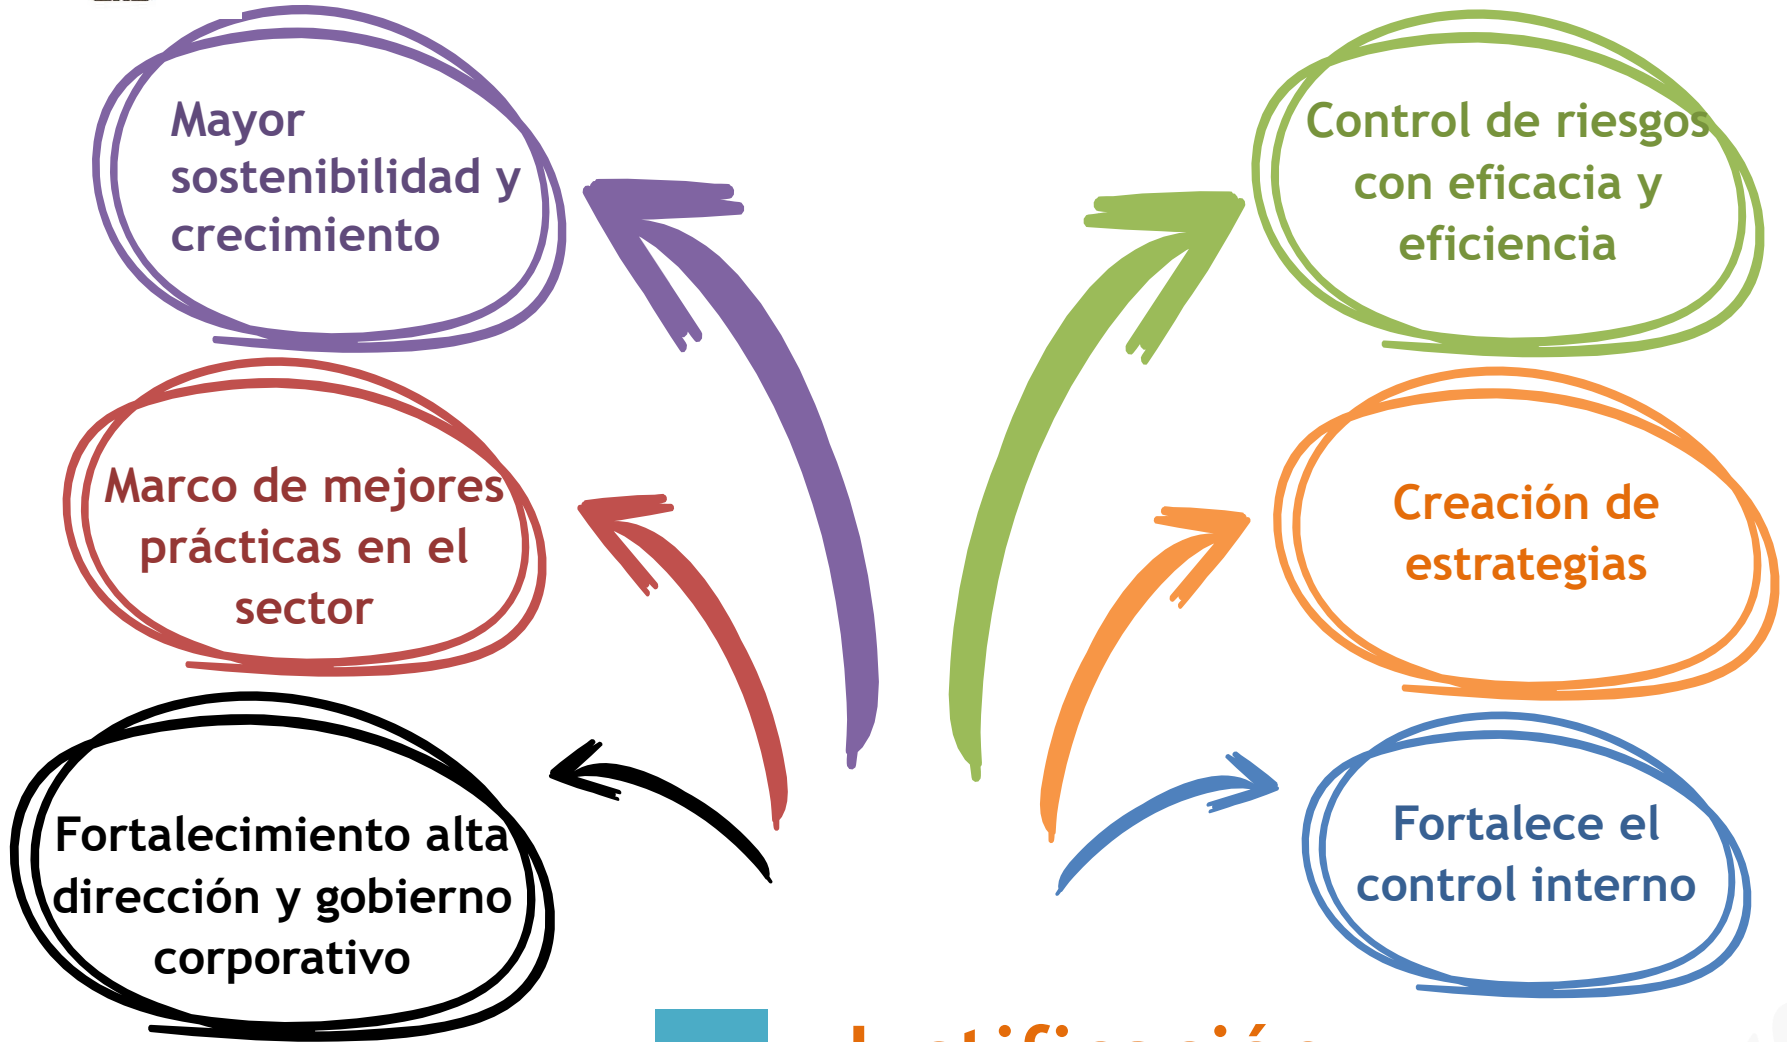 Mayor
sostenibilidad y
crecimiento
Control de riesgos
con eficacia y
eficiencia
Marco de mejores
prácticas en el
sector
Creación de
estrategias
Fortalecimiento alta
dirección y gobierno
corporativo
Fortalece el
control interno
Justificación